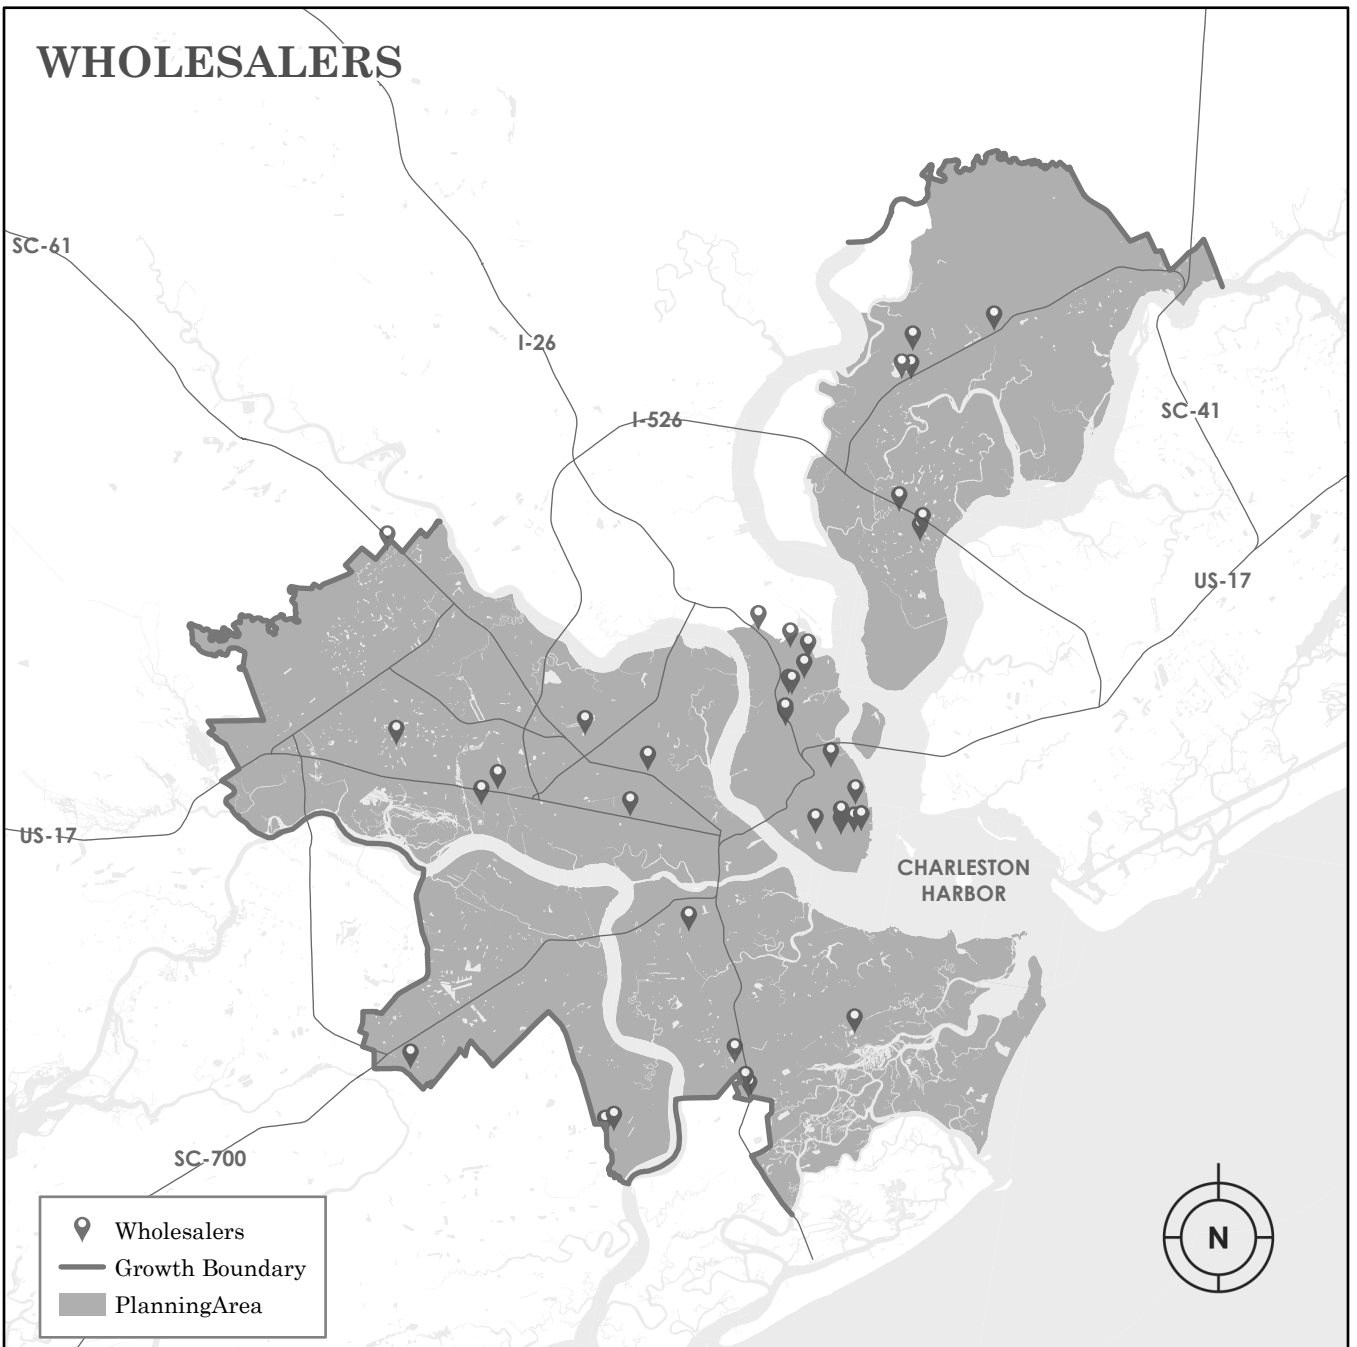 WHOLESALERS
SC-61
I-26
I-526
SC-41
US-17
US-17
CHARLESTON
HARBOR
SC-700
Wholesalers
Growth Boundary
PlanningArea
N